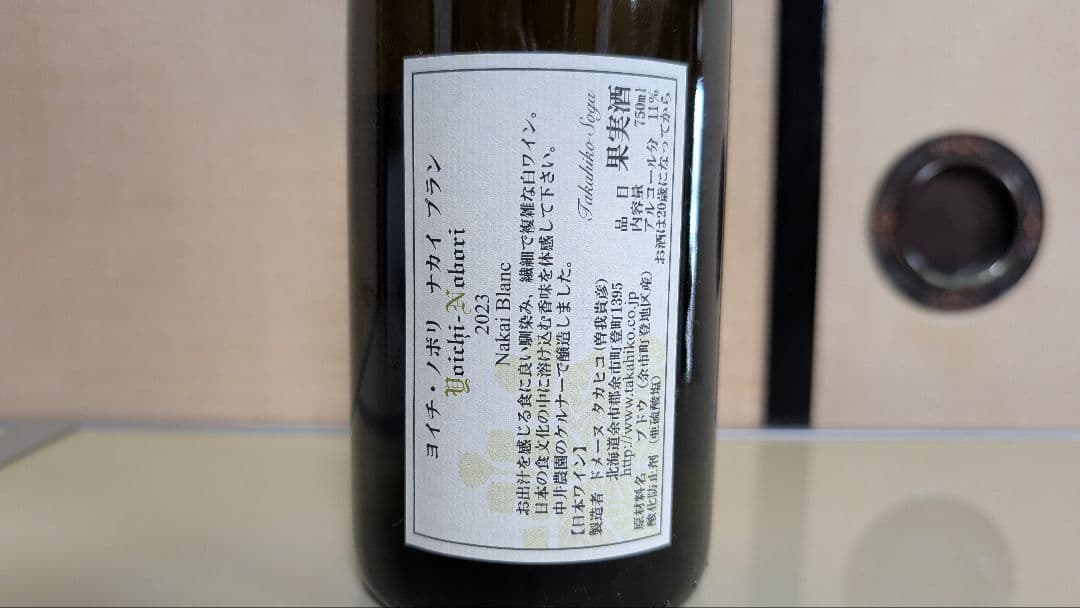 ヨイチ・ノボリ ナカイ ブラン
Yoichi-Nobori
2023
Nakai Blanc
お出汁を感じる食に良い馴染み、繊細で複雑な白ワイン。
日本の食文化の中に溶け込む香味を体感して下さい。
中井農園のケルナーで醸造しました。
Takahiko Soga
【日本ワイン】
製造者 ドメーヌ タカヒコ (曽我貴彦)
北海道余市郡余市町登町1395
http://www.takahiko.co.jp
原材料名 ブドウ (余市町登地区産)
酸化防止剤 (亜硫酸塩)
品目 果実酒
内容量 750ml
アルコール分 11%
お酒は20歳になってから